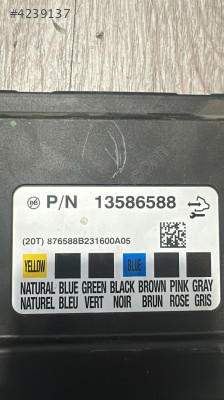 #4239137
P/N 13586588
(20T) 876588B231600A05
YELLOW BLUE
NATURAL BLUE GREEN BLACK BROWN PINK GRAY
NATUREL BLEU VERT NOIR BRUN ROSE GRIS